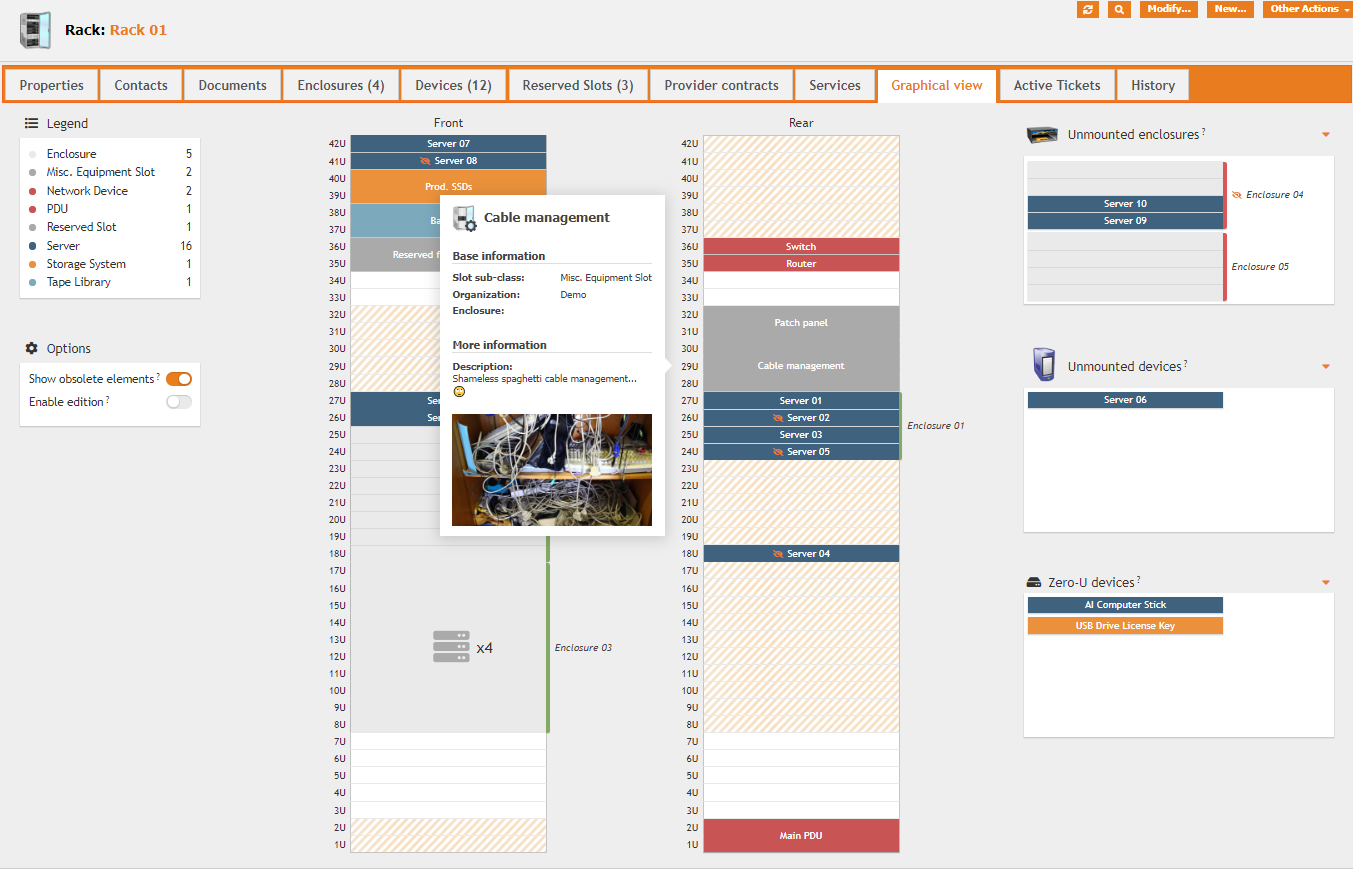 Rack: Rack 01
Modify... New... Other Actions
Properties Contacts Documents Enclosures (4) Devices (12) Reserved Slots (3) Provider contracts Services Graphical view Active Tickets History
Legend
Enclosure 5
Misc. Equipment Slot 2
Network Device 2
PDU 1
Reserved Slot 1
Server 16
Storage System 1
Tape Library 1
Options
Show obsolete elements ?
Enable edition ?
Front
42U Server 07
41U Server 08
40U
Prod. SSDs
39U
38U
Ba
37U
36U
Reserved f
35U
34U
33U
32U
31U
30U
29U
28U
27U Ser
26U Ser
25U
24U
23U
22U
21U
20U
19U
18U
17U
16U
15U
14U
13U
x4
Enclosure 03
12U
11U
10U
9U
8U
7U
6U
5U
4U
3U
2U
1U
Cable management
Base information
Slot sub-class: Misc. Equipment Slot
Organization: Demo
Enclosure:
More information
Description:
Shameless spaghetti cable management...
Rear
42U
41U
40U
39U
38U
37U
36U Switch
35U Router
34U
33U
32U
Patch panel
31U
30U
29U Cable management
28U
27U Server 01
26U Server 02
Enclosure 01
25U Server 03
24U Server 05
23U
22U
21U
20U
19U
18U Server 04
17U
16U
15U
14U
13U
12U
11U
10U
9U
8U
7U
6U
5U
4U
3U
2U
Main PDU
1U
Unmounted enclosures ?
Enclosure 04
Server 10
Server 09
Enclosure 05
Unmounted devices ?
Server 06
Zero-U devices ?
AI Computer Stick
USB Drive License Key